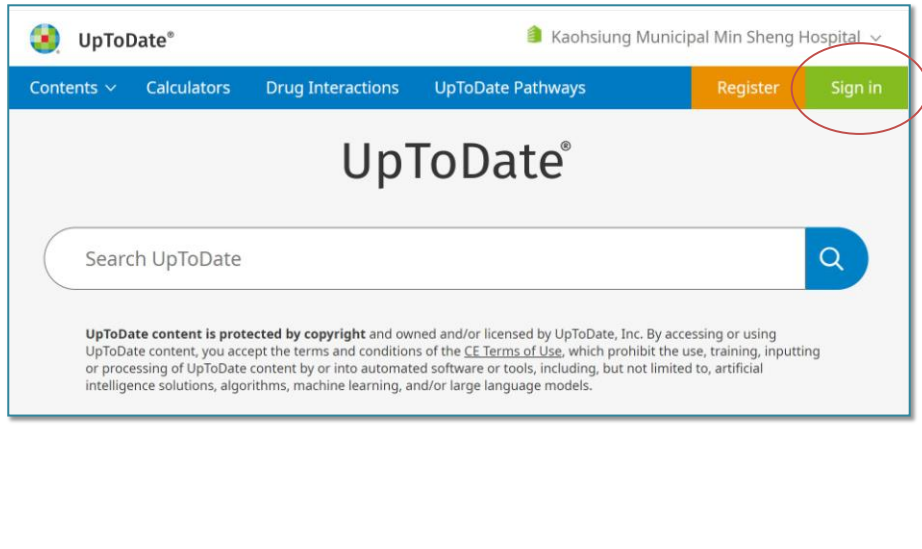 UpToDate® Kaohsiung Municipal Min Sheng Hospital
Contents Calculators Drug Interactions UpToDate Pathways Register Sign in
UpToDate®
Search UpToDate
UpToDate content is protected by copyright and owned and/or licensed by UpToDate, Inc. By accessing or using
UpToDate content, you accept the terms and conditions of the CE Terms of Use, which prohibit the use, training, inputting
or processing of UpToDate content by or into automated software or tools, including, but not limited to, artificial
intelligence solutions, algorithms, machine learning, and/or large language models.